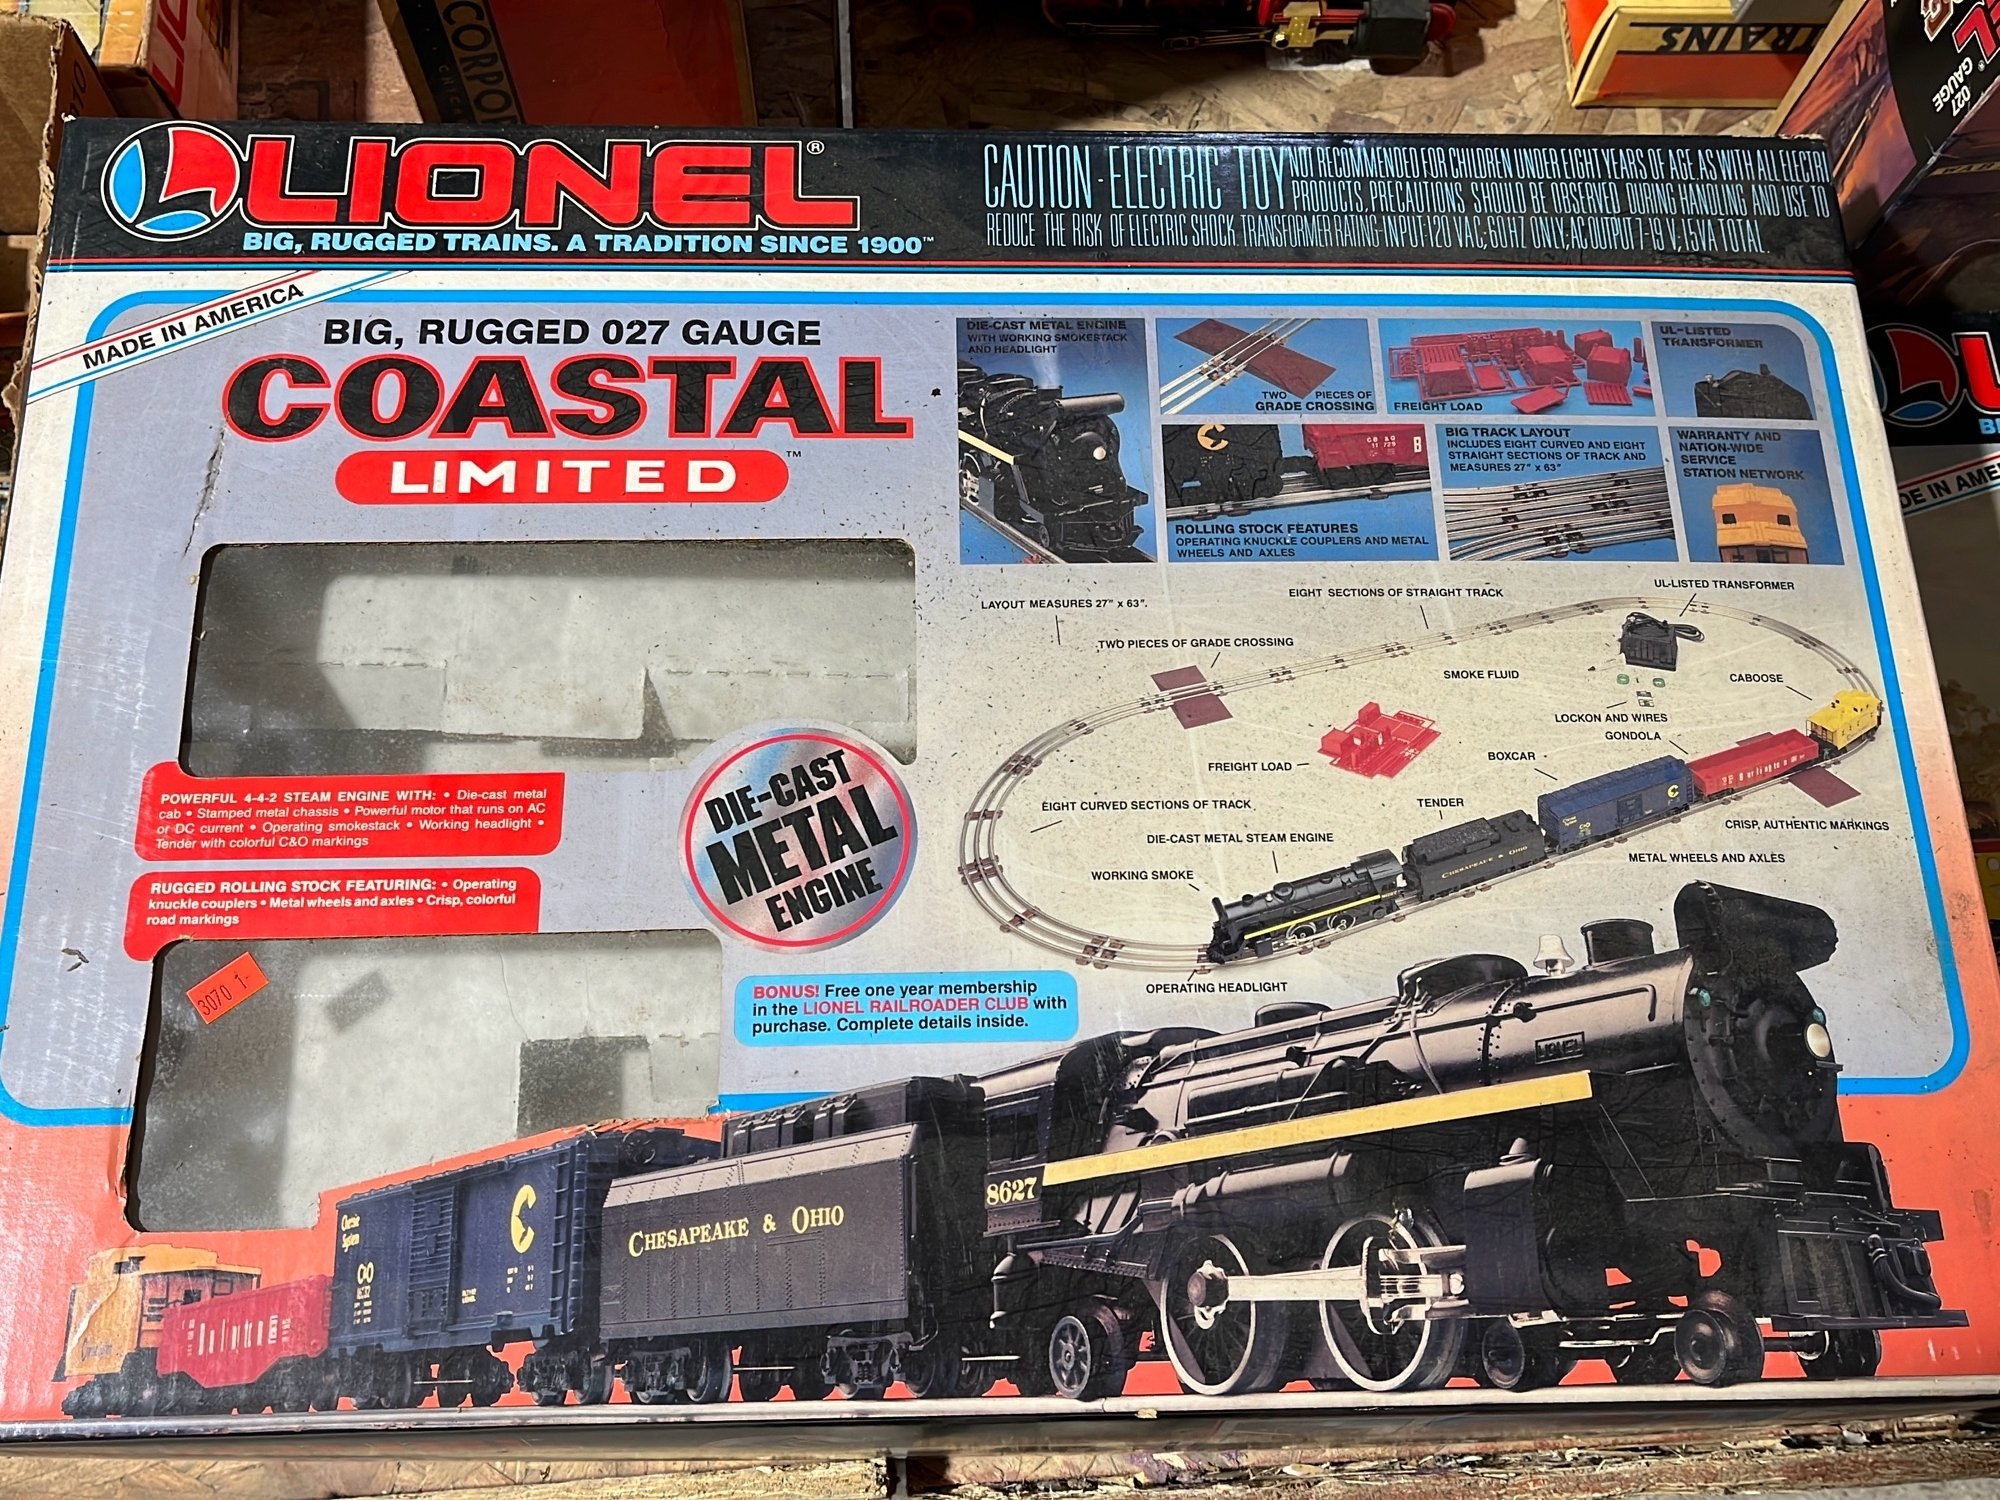 CORPO
TRAINS
GAUGE
027
LIONEL®
BIG, RUGGED TRAINS. A TRADITION SINCE 1900™
CAUTION - ELECTRIC TOY NOT RECOMMENDED FOR CHILDREN UNDER EIGHT YEARS OF AGE. AS WITH ALL ELECTRI
PRODUCTS, PRECAUTIONS SHOULD BE OBSERVED DURING HANDLING AND USE TO
REDUCE THE RISK OF ELECTRIC SHOCK. TRANSFORMER RATING-INPUT: 120 VAC; 60HZ ONLY; AC OUTPUT 7-19 V, 15VA TOTAL.
MADE IN AMERICA
BIG, RUGGED 027 GAUGE
COASTAL
LIMITED™
DIE-CAST METAL ENGINE
WITH WORKING SMOKESTACK
AND HEADLIGHT
TWO PIECES OF
GRADE CROSSING
FREIGHT LOAD
UL-LISTED
TRANSFORMER
ROLLING STOCK FEATURES
OPERATING KNUCKLE COUPLERS AND METAL
WHEELS AND AXLES
BIG TRACK LAYOUT
INCLUDES EIGHT CURVED AND EIGHT
STRAIGHT SECTIONS OF TRACK AND
MEASURES 27" x 63"
WARRANTY AND
NATION-WIDE
SERVICE
STATION NETWORK
LAYOUT MEASURES 27" x 63".
EIGHT SECTIONS OF STRAIGHT TRACK
UL-LISTED TRANSFORMER
TWO PIECES OF GRADE CROSSING
SMOKE FLUID
CABOOSE
LOCKON AND WIRES
GONDOLA
BOXCAR
FREIGHT LOAD
EIGHT CURVED SECTIONS OF TRACK
TENDER
DIE-CAST METAL STEAM ENGINE
CRISP, AUTHENTIC MARKINGS
METAL WHEELS AND AXLES
WORKING SMOKE
OPERATING HEADLIGHT
Burlington
CHESAPEAKE & OHIO
POWERFUL 4-4-2 STEAM ENGINE WITH: • Die-cast metal
cab • Stamped metal chassis • Powerful motor that runs on AC
or DC current • Operating smokestack • Working headlight •
Tender with colorful C&O markings
RUGGED ROLLING STOCK FEATURING: • Operating
knuckle couplers • Metal wheels and axles • Crisp, colorful
road markings
DIE-CAST
METAL
ENGINE
3070 1-
BONUS! Free one year membership
in the LIONEL RAILROADER CLUB with
purchase. Complete details inside.
LIONEL
8627
CHESAPEAKE & OHIO
Chessie
System
Burlington